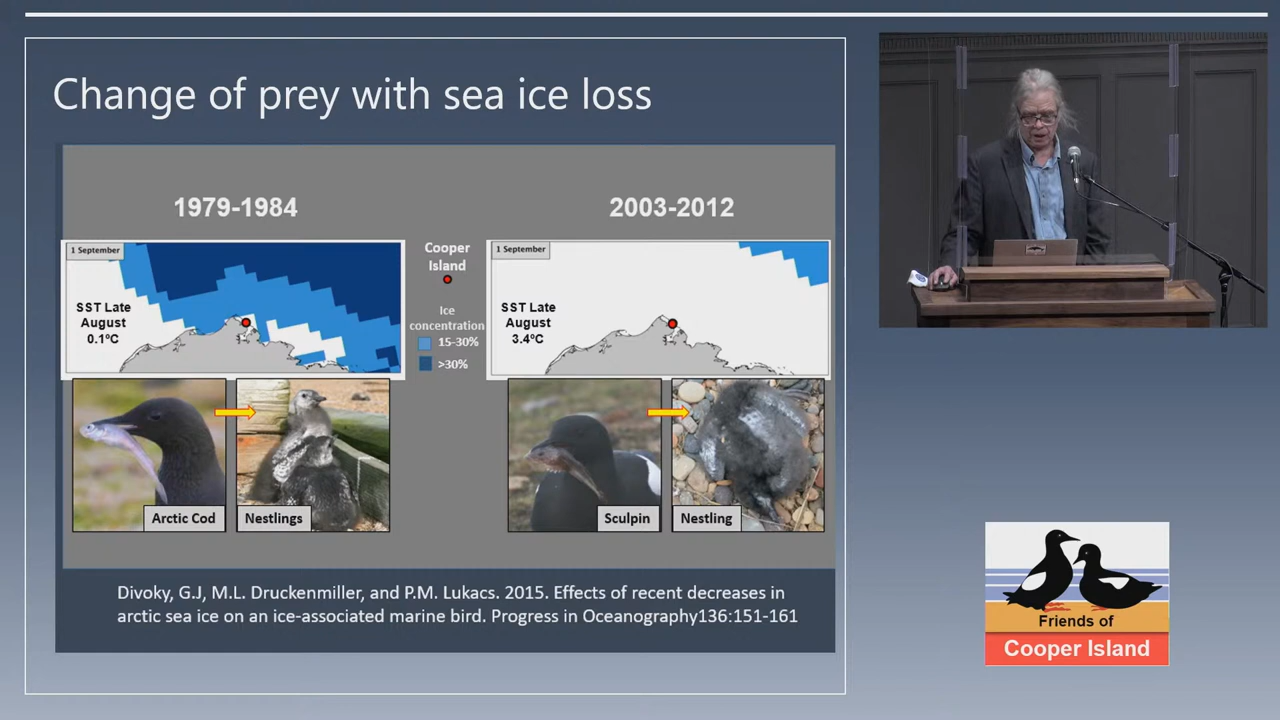 Change of prey with sea ice loss
1979-1984
2003-2012
1 September
SST Late
August
0.1ºC
Cooper
Island
Ice
concentration
15-30%
>30%
1 September
SST Late
August
3.4ºC
Arctic Cod
Nestlings
Sculpin
Nestling
Divoky, G.J, M.L. Druckenmiller, and P.M. Lukacs. 2015. Effects of recent decreases in
arctic sea ice on an ice-associated marine bird. Progress in Oceanography136:151-161
Friends of
Cooper Island